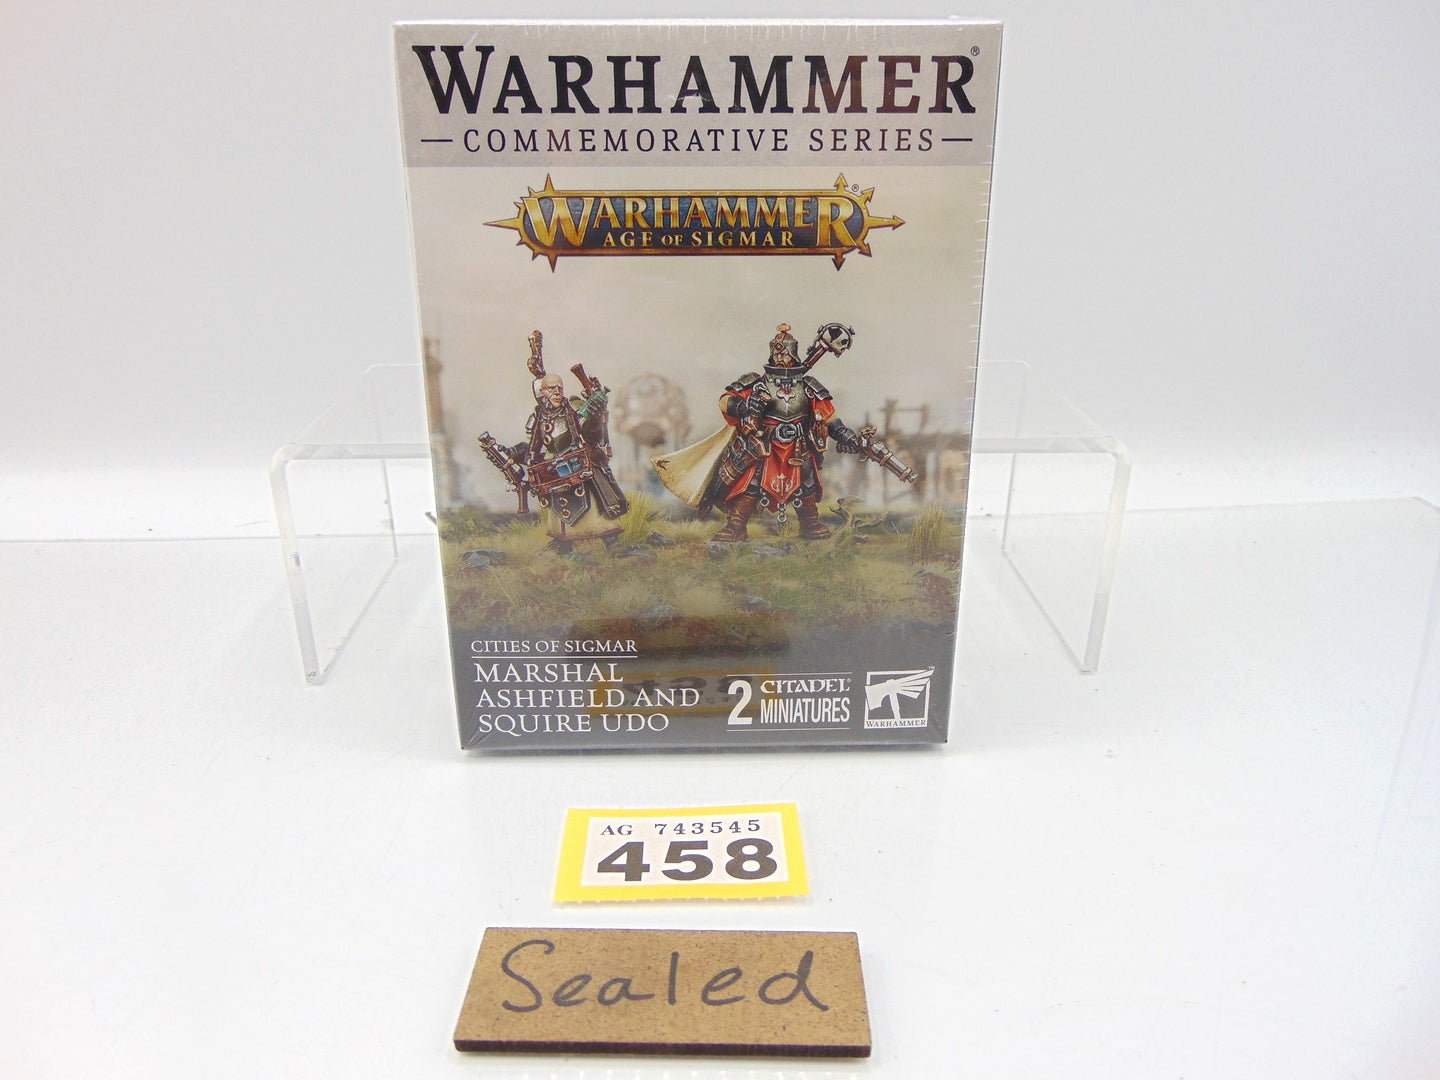 WARHAMMER®
COMMEMORATIVE SERIES
WARHAMMER®
AGE OF SIGMAR
CITIES OF SIGMAR
MARSHAL
ASHFIELD AND
SQUIRE UDO
2 CITADEL®
MINIATURES
WARHAMMER™
AG 743545
458
Sealed